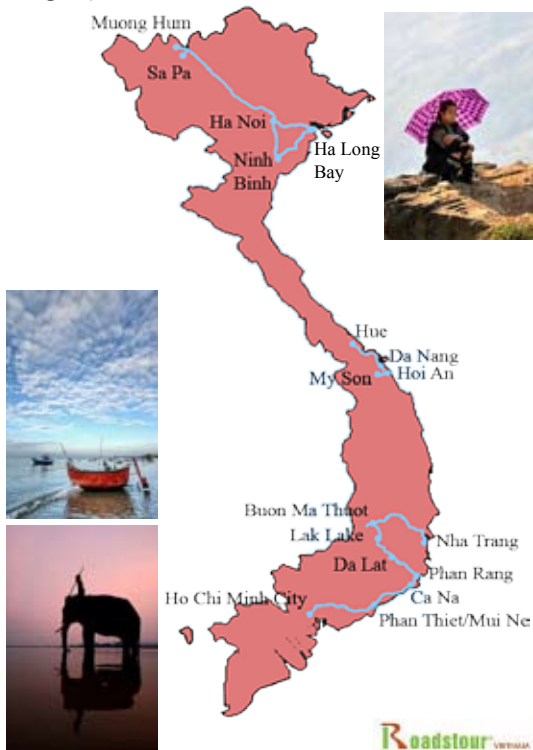 Muong Hum
Sa Pa
Ha Noi
Ha Long
Bay
Ninh
Binh
Hue
Da Nang
Hoi An
My Son
Buon Ma Thuot
Lak Lake
Nha Trang
Da Lat
Phan Rang
Ca Na
Ho Chi Minh City
Phan Thiet/Mui Ne
Roadstour